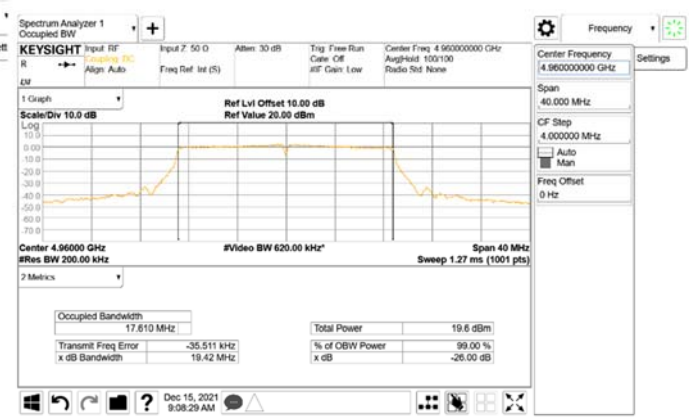 Spectrum Analyzer 1
Occupied BW
KEYSIGHT
R
Input: RF
Coupling: DC
Align: Auto
Input Z: 50 Ω
Freq Ref: Int (S)
Atten: 30 dB
Trig: Free Run
Gate: Off
#IF Gain: Low
Center Freq: 4.960000000 GHz
Avg|Hold: 100/100
Radio Std: None
1 Graph
Scale/Div 10.0 dB
Ref Lvl Offset 10.00 dB
Ref Value 20.00 dBm
Log
10.0
0.00
-10.0
-20.0
-30.0
-40.0
-50.0
-60.0
-70.0
Center 4.96000 GHz
#Res BW 200.00 kHz
#Video BW 620.00 kHz*
Span 40 MHz
Sweep 1.27 ms (1001 pts)
2 Metrics
Occupied Bandwidth
17.610 MHz
Transmit Freq Error -35.511 kHz
x dB Bandwidth 19.42 MHz
Total Power 19.6 dBm
% of OBW Power 99.00 %
x dB -26.00 dB
Dec 15, 2021
9:08:29 AM
Frequency
Settings
Center Frequency
4.960000000 GHz
Span
40.000 MHz
CF Step
4.000000 MHz
Auto
Man
Freq Offset
0 Hz